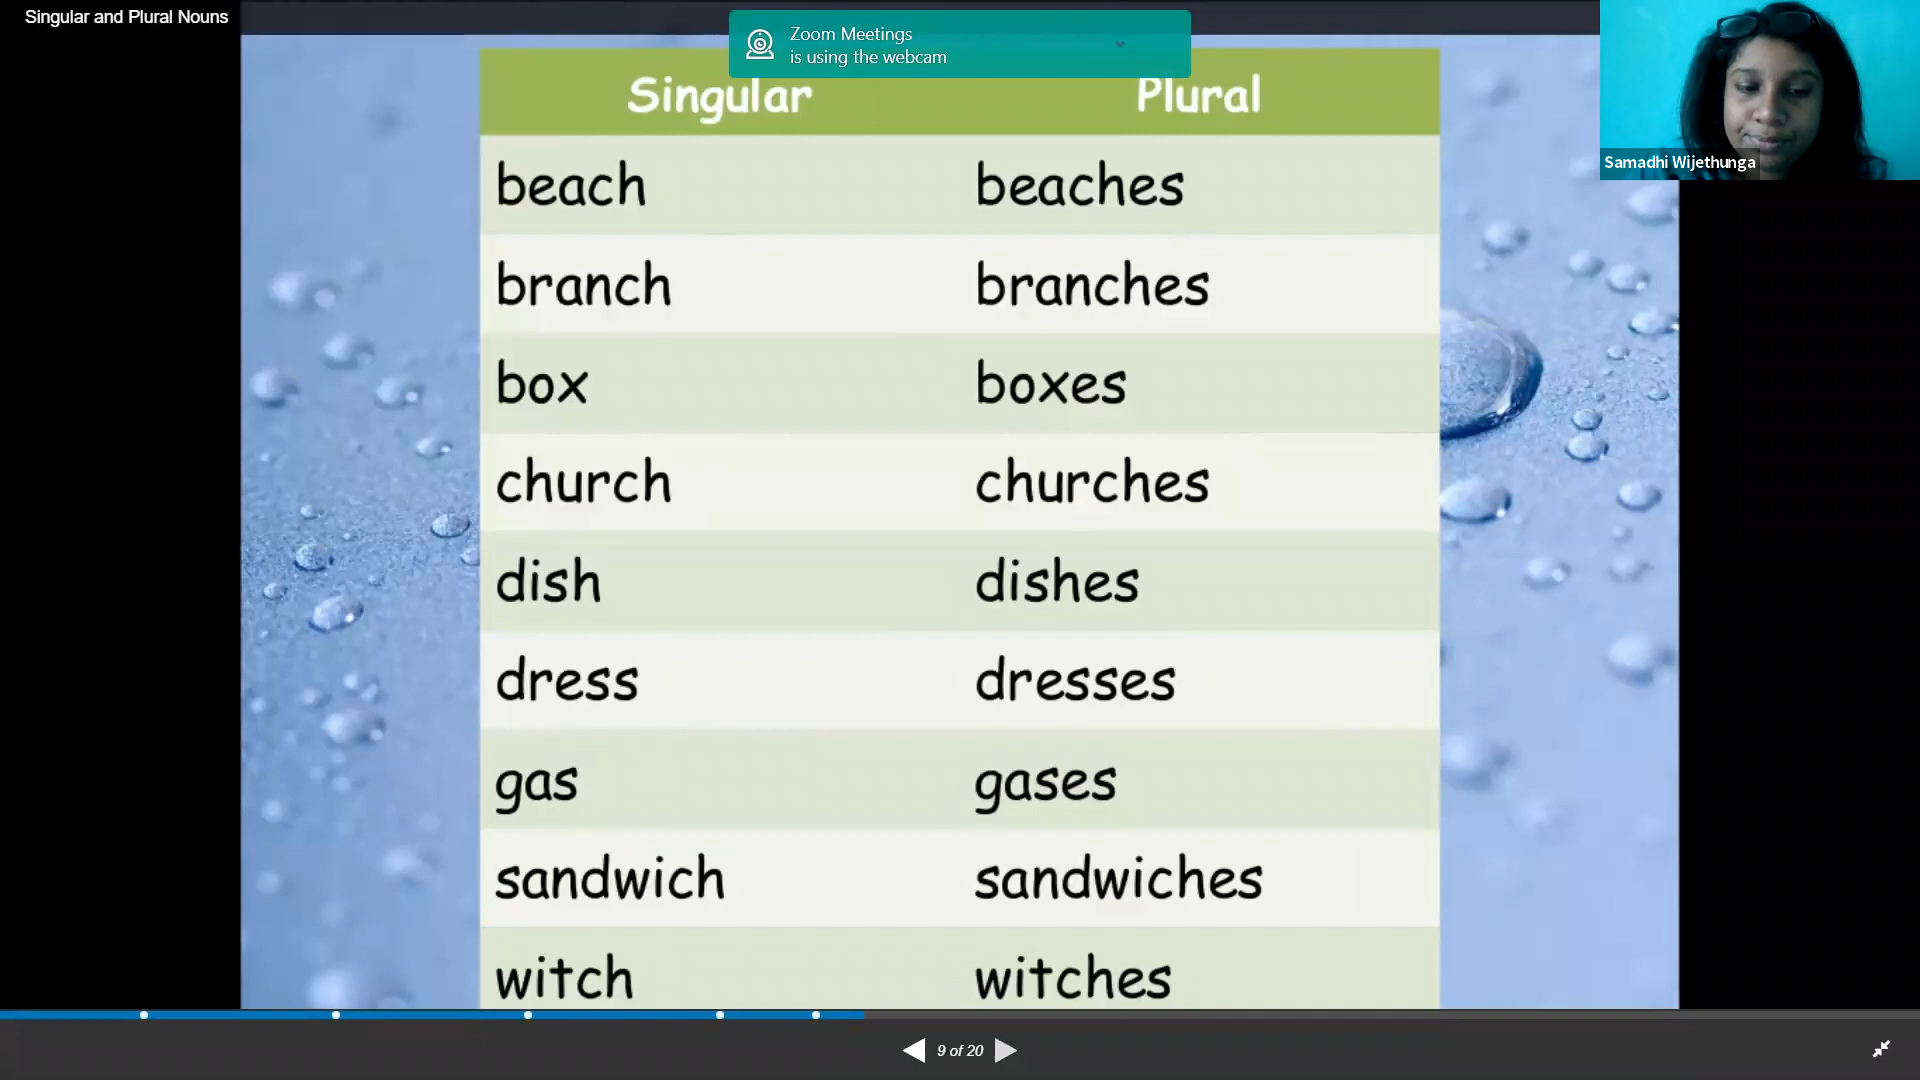 Singular and Plural Nouns
Zoom Meetings
is using the webcam
Samadhi Wijethunga
Singular Plural
beach beaches
branch branches
box boxes
church churches
dish dishes
dress dresses
gas gases
sandwich sandwiches
witch witches
9 of 20